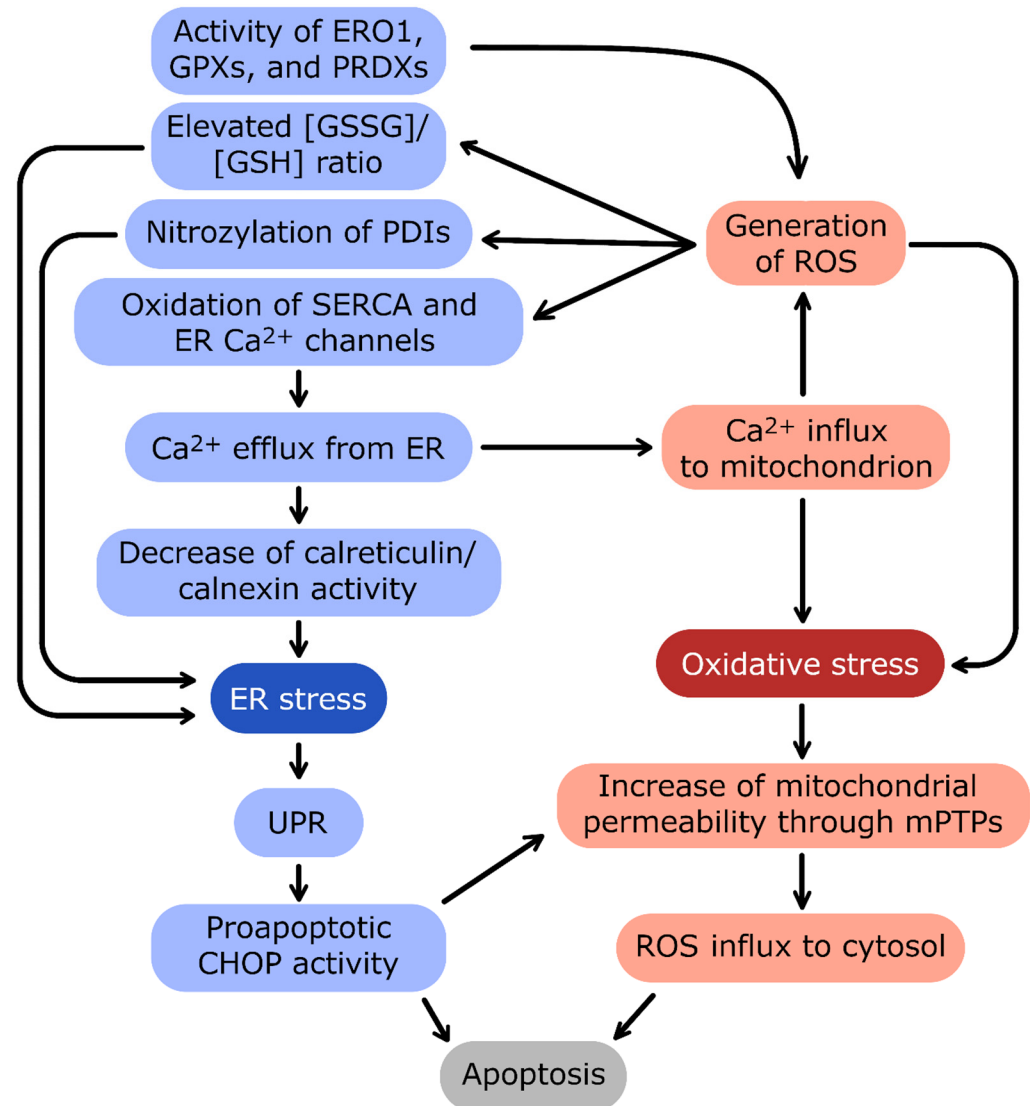 Activity of ERO1,
GPXs, and PRDXs
Elevated [GSSG]/
[GSH] ratio
Nitrozylation of PDIs
Generation
of ROS
Oxidation of SERCA and
ER Ca²⁺ channels
Ca²⁺ efflux from ER
Ca²⁺ influx
to mitochondrion
Decrease of calreticulin/
calnexin activity
ER stress
Oxidative stress
UPR
Increase of mitochondrial
permeability through mPTPs
Proapoptotic
CHOP activity
ROS influx to cytosol
Apoptosis